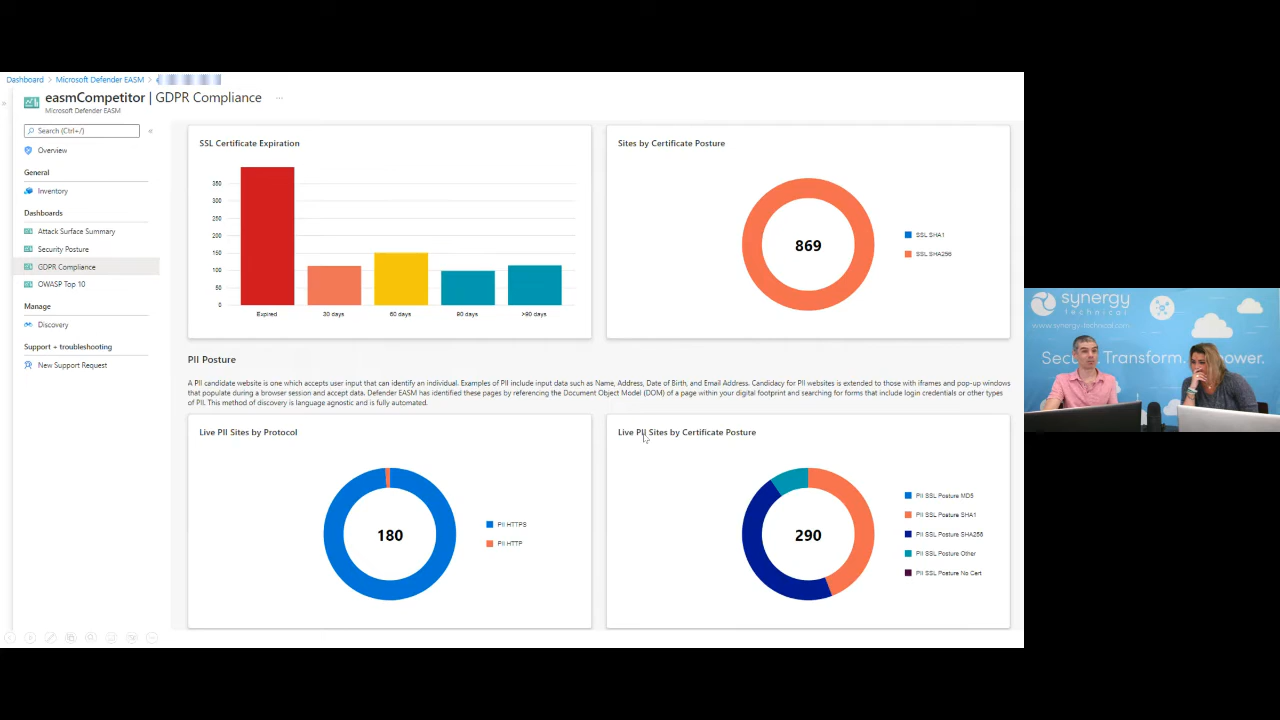 Dashboard > Microsoft Defender EASM >
easmCompetitor | GDPR Compliance ...
Microsoft Defender EASM
Search (Ctrl+/)
Overview
General
Inventory
Dashboards
Attack Surface Summary
Security Posture
GDPR Compliance
OWASP Top 10
Manage
Discovery
Support + troubleshooting
New Support Request
SSL Certificate Expiration
350
300
250
200
150
100
50
0
Expired 30 days 60 days 90 days >90 days
Sites by Certificate Posture
869
SSL SHA1
SSL SHA256
PII Posture
A PII candidate website is one which accepts user input that can identify an individual. Examples of PII include input data such as Name, Address, Date of Birth, and Email Address. Candidacy for PII websites is extended to those with iframes and pop-up windows
that populate during a browser session and accept data. Defender EASM has identified these pages by referencing the Document Object Model (DOM) of a page within your digital footprint and searching for forms that include login credentials or other types
of PII. This method of discovery is language agnostic and is fully automated.
Live PII Sites by Protocol
180
PII HTTPS
PII HTTP
Live PII Sites by Certificate Posture
290
PII SSL Posture MD5
PII SSL Posture SHA1
PII SSL Posture SHA256
PII SSL Posture Other
PII SSL Posture No Cert
synergy
technical
www.synergy-technical.com
Transform.